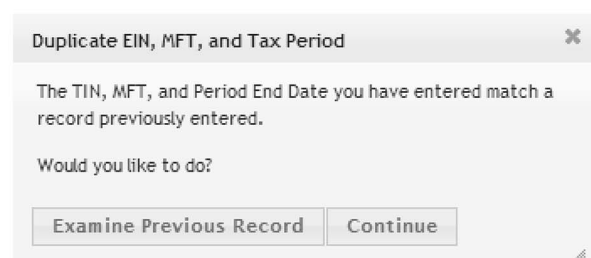 Duplicate EIN, MFT, and Tax Period
The TIN, MFT, and Period End Date you have entered match a
record previously entered.
Would you like to do?
Examine Previous Record Continue